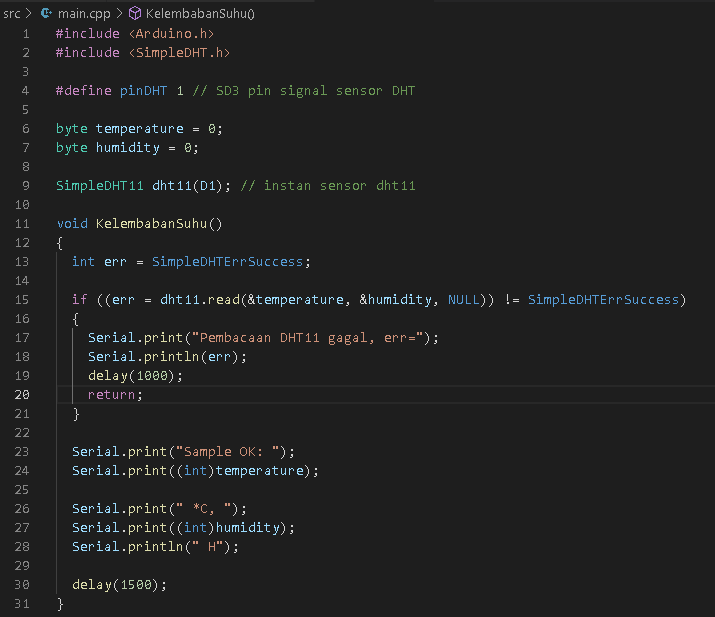 src > main.cpp > KelembabanSuhu()
1 #include <Arduino.h>
2 #include <SimpleDHT.h>
3
4 #define pinDHT 1 // SD3 pin signal sensor DHT
5
6 byte temperature = 0;
7 byte humidity = 0;
8
9 SimpleDHT11 dht11(D1); // instan sensor dht11
10
11 void KelembabanSuhu()
12 {
13   int err = SimpleDHTErrSuccess;
14
15   if ((err = dht11.read(&temperature, &humidity, NULL)) != SimpleDHTErrSuccess)
16   {
17     Serial.print("Pembacaan DHT11 gagal, err=");
18     Serial.println(err);
19     delay(1000);
20     return;
21   }
22
23   Serial.print("Sample OK: ");
24   Serial.print((int)temperature);
25
26   Serial.print(" *C, ");
27   Serial.print((int)humidity);
28   Serial.println(" H");
29
30   delay(1500);
31 }